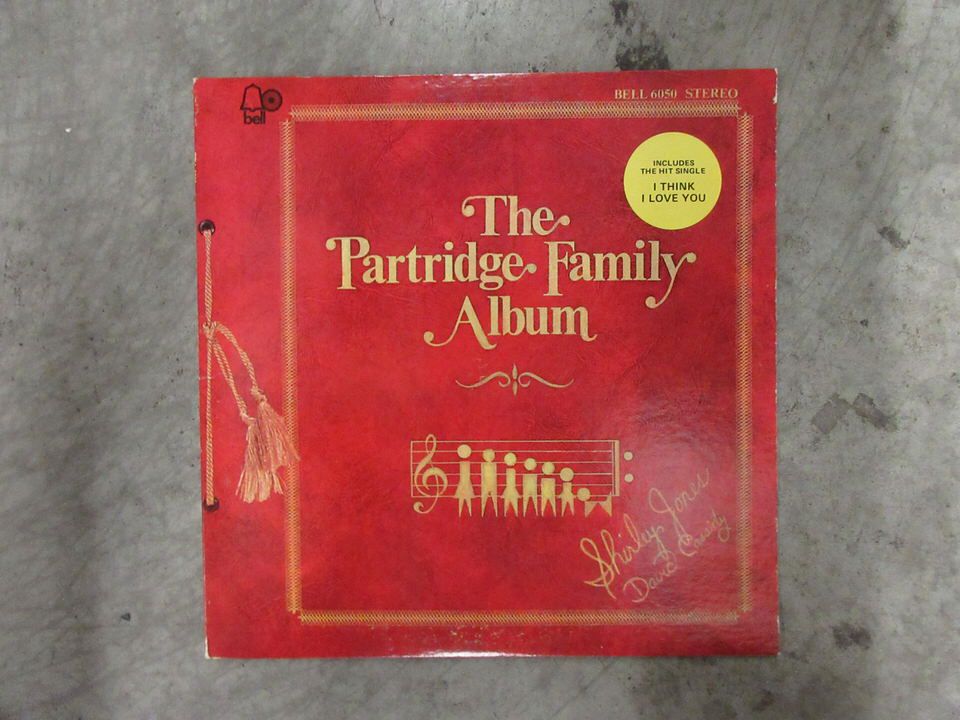 bell
BELL 6050 STEREO
INCLUDES
THE HIT SINGLE
I THINK
I LOVE YOU
The
Partridge Family
Album
Shirley Jones
David Cassidy